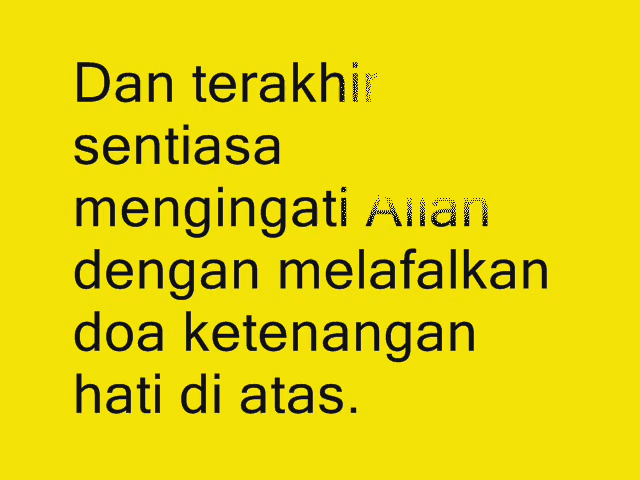 Dan terakhir
sentiasa
mengingati Allah
dengan melafalkan
doa ketenangan
hati di atas.